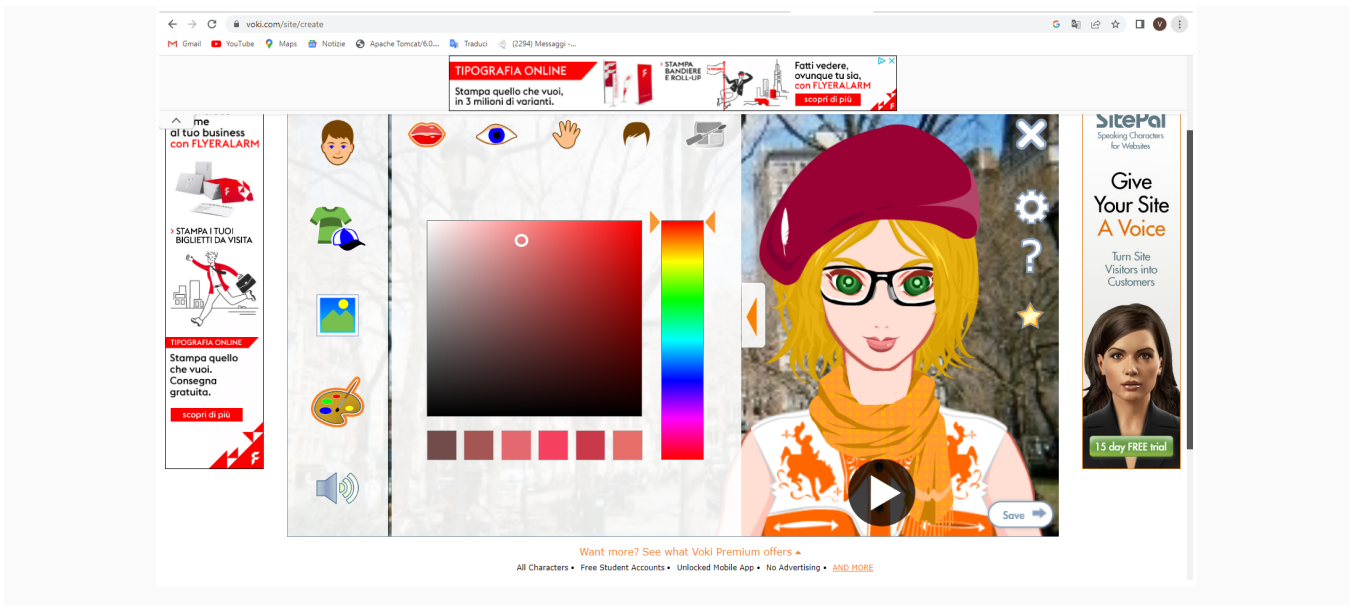 voki.com/site/create
Gmail YouTube Maps Notizie Apache Tomcat/6.0... Traduci (2294) Messaggi -...
V
TIPOGRAFIA ONLINE
Stampa quello che vuoi,
in 3 milioni di varianti.
> STAMPA
BANDIERE
E ROLL-UP
Fatti vedere,
ovunque tu sia,
con FLYERALARM
scopri di più
me
al tuo business
con FLYERALARM
> STAMPA I TUOI
BIGLIETTI DA VISITA
TIPOGRAFIA ONLINE
Stampa quello
che vuoi.
Consegna
gratuita.
scopri di più
Save
SitePal
Speaking Characters
for Websites
Give
Your Site
A Voice
Turn Site
Visitors into
Customers
15 day FREE trial
Want more? See what Voki Premium offers
All Characters • Free Student Accounts • Unlocked Mobile App • No Advertising • AND MORE